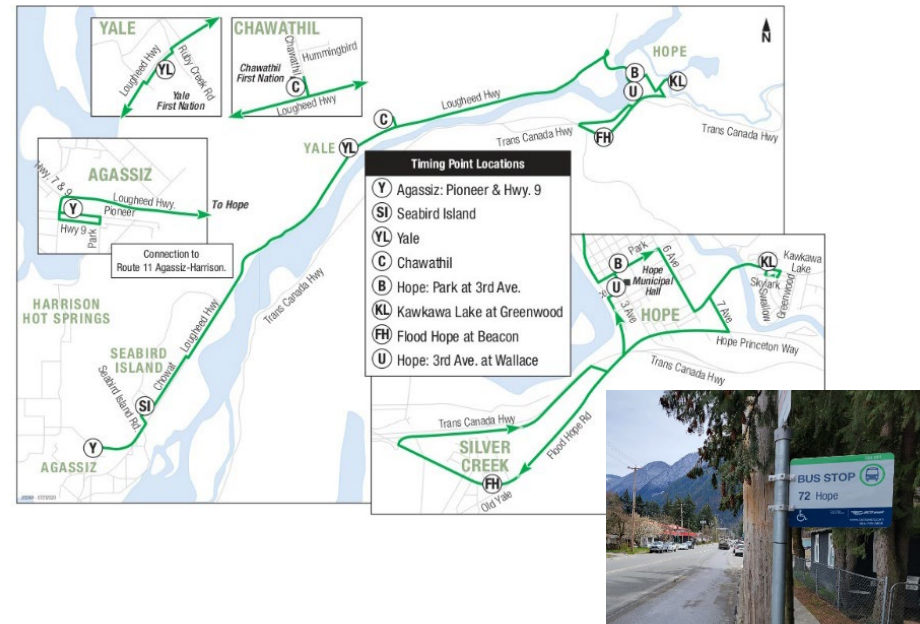 YALE
Lougheed Hwy
YL
Ruby Creek Rd
Yale
First Nation
CHAWATHIL
Chawathil
Hummingbird
Chawathil
First Nation
C
Lougheed Hwy
N
HOPE
B
U
KL
FH
Trans Canada Hwy
Trans Canada Hwy
Lougheed Hwy
C
YALE
YL
AGASSIZ
Hwy. 7 & 9
Lougheed Hwy.
To Hope
Y
Pioneer
Hwy 9
Park
Connection to
Route 11 Agassiz-Harrison.
Timing Point Locations
Y Agassiz: Pioneer & Hwy. 9
SI Seabird Island
YL Yale
C Chawathil
B Hope: Park at 3rd Ave.
KL Kawkawa Lake at Greenwood
FH Flood Hope at Beacon
U Hope: 3rd Ave. at Wallace
Trans Canada Hwy
HARRISON
HOT SPRINGS
SEABIRD
ISLAND
Lougheed Hwy
Chowat
Seabird Island Rd.
SI
Y
AGASSIZ
Park
6 Ave
B
Hope
Municipal
Hall
U
3 Ave
HOPE
7 Ave
KL
Kawkawa
Lake
Skylark
Swallow
Greenwood
Hope Princeton Way
Trans Canada Hwy
Trans Canada Hwy
Flood Hope Rd
SILVER
CREEK
FH
Old Yale
BUS STOP
72 Hope